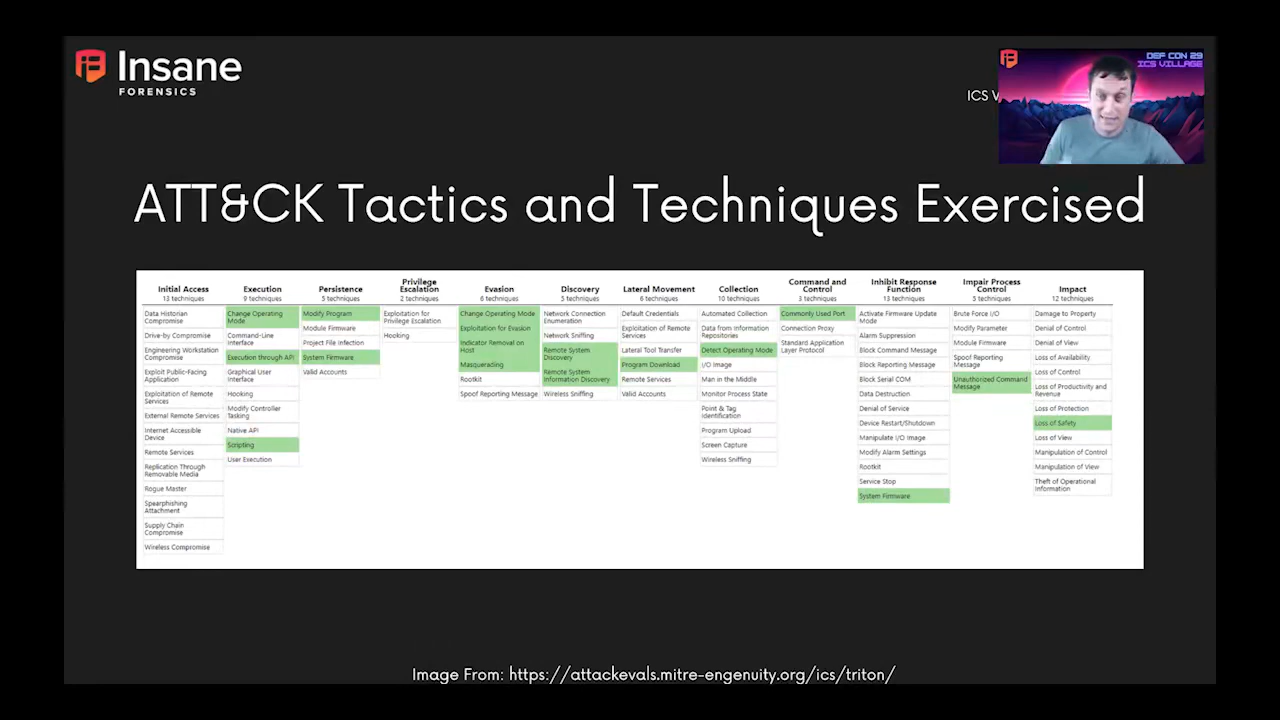 Insane
FORENSICS
DEF CON 29
ICS VILLAGE
ICS V
ATT&CK Tactics and Techniques Exercised
Initial Access
13 techniques
Data Historian
Compromise
Drive-by Compromise
Engineering Workstation
Compromise
Exploit Public-Facing
Application
Exploitation of Remote
Services
External Remote Services
Internet Accessible
Device
Remote Services
Replication Through
Removable Media
Rogue Master
Spearphishing
Attachment
Supply Chain
Compromise
Wireless Compromise
Execution
9 techniques
Change Operating
Mode
Command-Line
Interface
Execution through API
Graphical User
Interface
Hooking
Modify Controller
Tasking
Native API
Scripting
User Execution
Persistence
5 techniques
Modify Program
Module Firmware
Project File Infection
System Firmware
Valid Accounts
Privilege
Escalation
2 techniques
Exploitation for
Privilege Escalation
Hooking
Evasion
6 techniques
Change Operating Mode
Exploitation for Evasion
Indicator Removal on
Host
Masquerading
Rootkit
Spoof Reporting Message
Discovery
5 techniques
Network Connection
Enumeration
Network Sniffing
Remote System
Discovery
Remote System
Information Discovery
Wireless Sniffing
Lateral Movement
6 techniques
Default Credentials
Exploitation of Remote
Services
Lateral Tool Transfer
Program Download
Remote Services
Valid Accounts
Collection
10 techniques
Automated Collection
Data from Information
Repositories
Detect Operating Mode
I/O Image
Man in the Middle
Monitor Process State
Point & Tag
Identification
Program Upload
Screen Capture
Wireless Sniffing
Command and
Control
3 techniques
Commonly Used Port
Connection Proxy
Standard Application
Layer Protocol
Inhibit Response
Function
13 techniques
Activate Firmware Update
Mode
Alarm Suppression
Block Command Message
Block Reporting Message
Block Serial COM
Data Destruction
Denial of Service
Device Restart/Shutdown
Manipulate I/O Image
Modify Alarm Settings
Rootkit
Service Stop
System Firmware
Impair Process
Control
5 techniques
Brute Force I/O
Modify Parameter
Module Firmware
Spoof Reporting
Message
Unauthorized Command
Message
Impact
12 techniques
Damage to Property
Denial of Control
Denial of View
Loss of Availability
Loss of Control
Loss of Productivity and
Revenue
Loss of Protection
Loss of Safety
Loss of View
Manipulation of Control
Manipulation of View
Theft of Operational
Information
Image From: https://attackevals.mitre-engenuity.org/ics/triton/